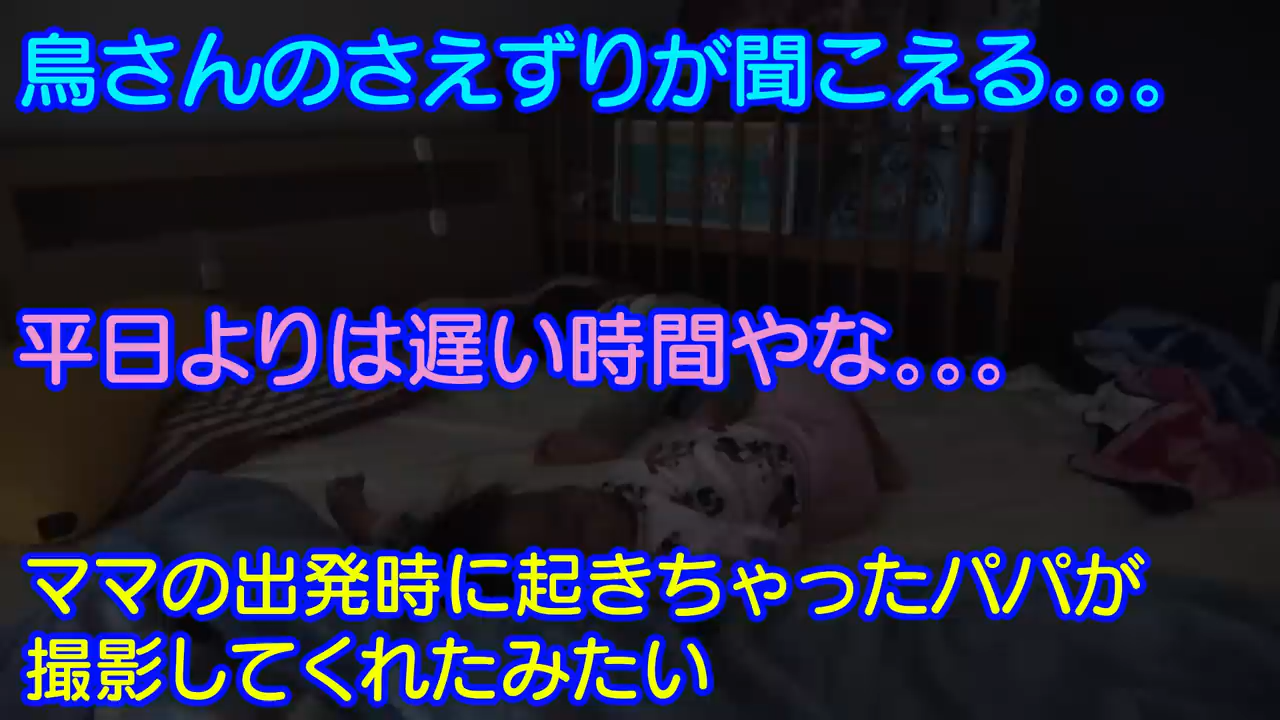 鳥さんのさえずりが聞こえる。。。
平日よりは遅い時間やな。。。
ママの出発時に起きちゃったパパが
撮影してくれたみたい